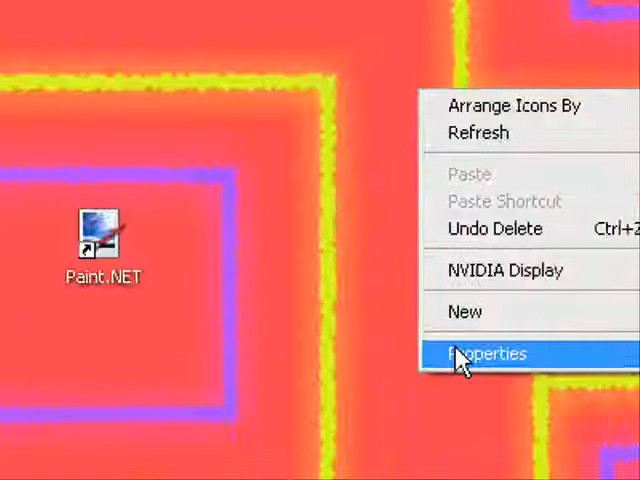 Arrange Icons By
Refresh
Paste
Paste Shortcut
Undo Delete Ctrl+Z
NVIDIA Display
New
Properties
Paint.NET